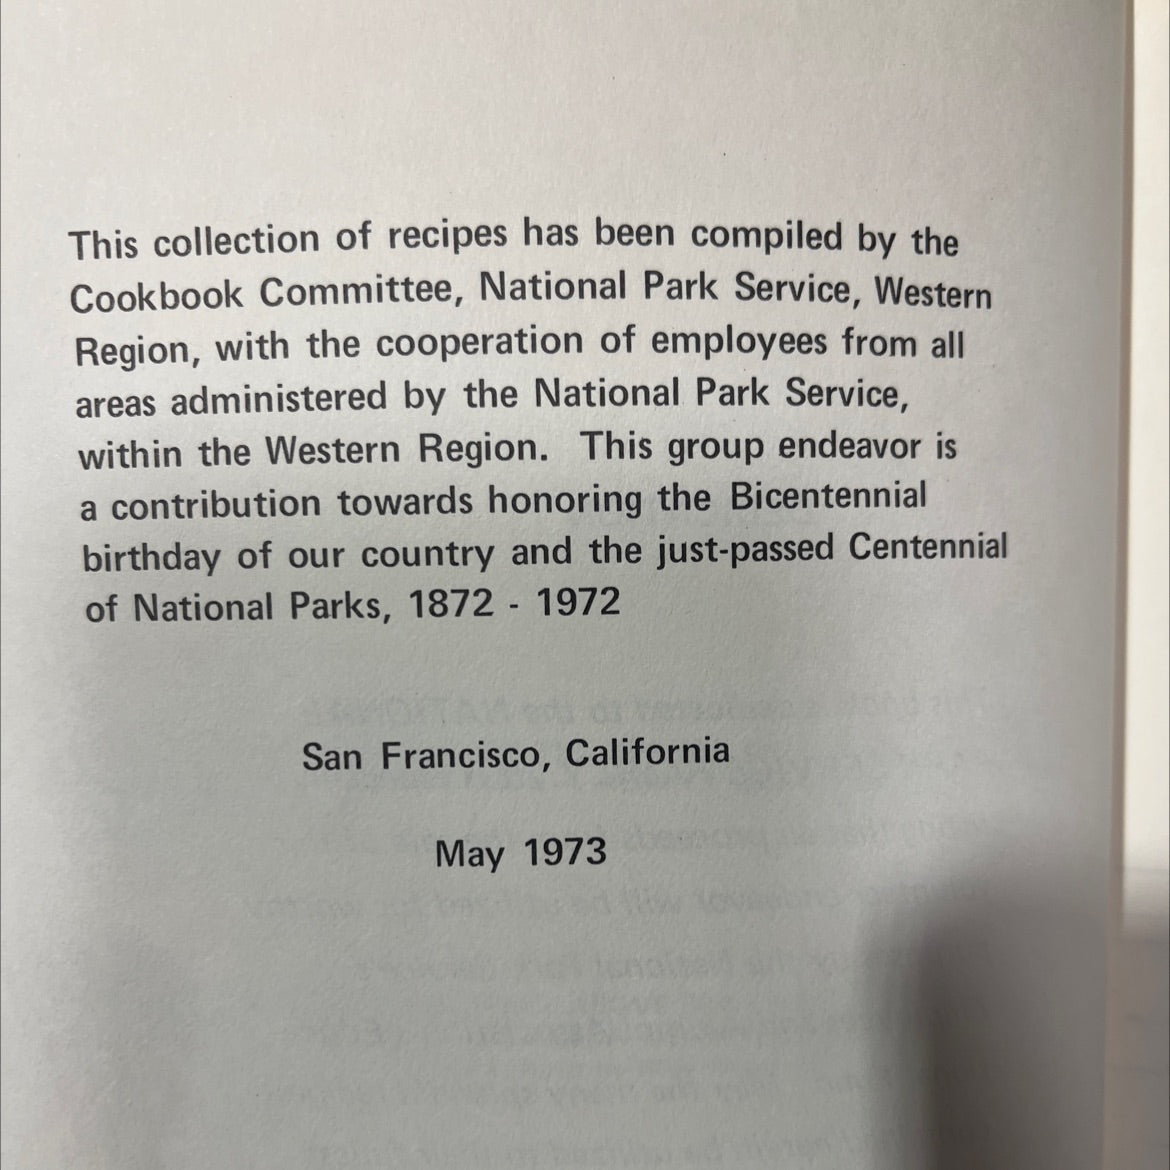 This collection of recipes has been compiled by the
Cookbook Committee, National Park Service, Western
Region, with the cooperation of employees from all
areas administered by the National Park Service,
within the Western Region. This group endeavor is
a contribution towards honoring the Bicentennial
birthday of our country and the just-passed Centennial
of National Parks, 1872 - 1972
San Francisco, California
May 1973